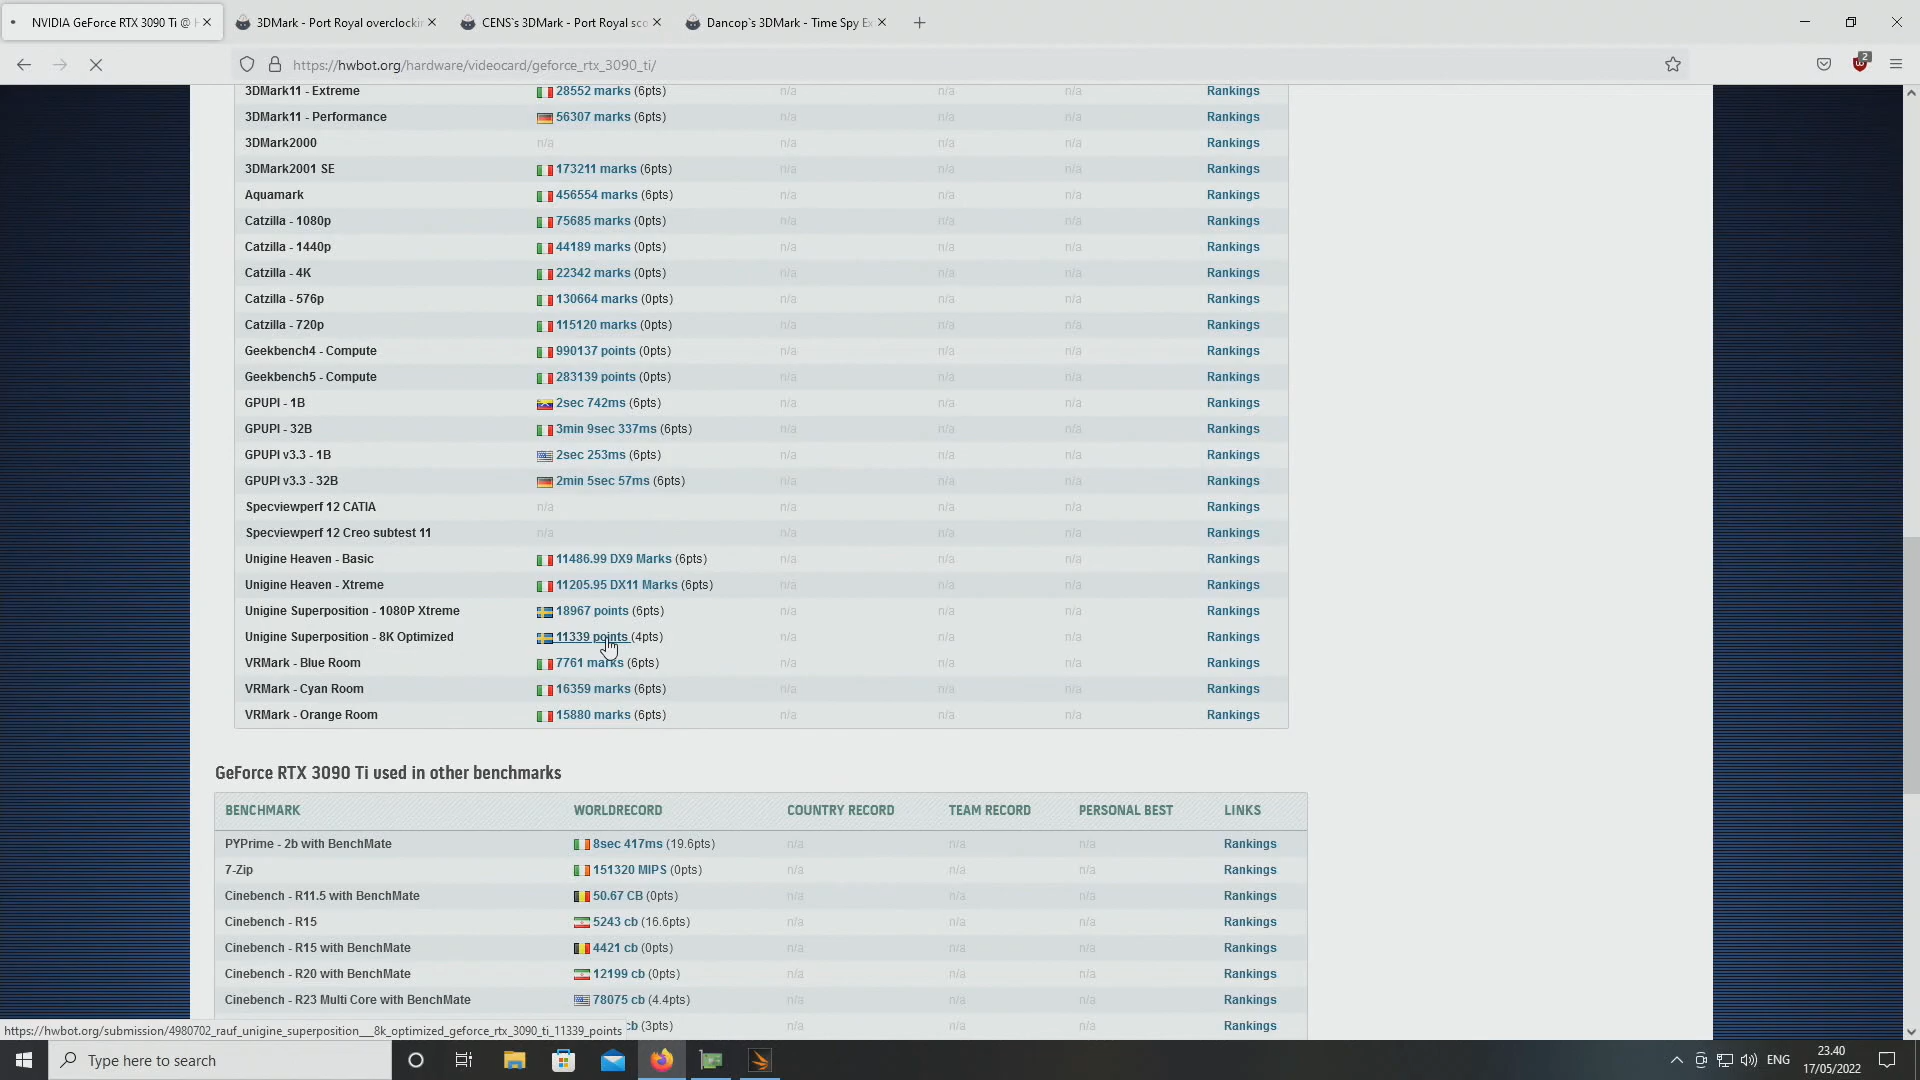 NVIDIA GeForce RTX 3090 Ti @ H
3DMark - Port Royal overclockin
CENS`s 3DMark - Port Royal sco
Dancop`s 3DMark - Time Spy Ex
https://hwbot.org/hardware/videocard/geforce_rtx_3090_ti/
2
3DMark11 - Extreme 28552 marks (6pts) n/a n/a n/a Rankings
3DMark11 - Performance 56307 marks (6pts) n/a n/a n/a Rankings
3DMark2000 n/a n/a n/a n/a Rankings
3DMark2001 SE 173211 marks (6pts) n/a n/a n/a Rankings
Aquamark 456554 marks (6pts) n/a n/a n/a Rankings
Catzilla - 1080p 75685 marks (0pts) n/a n/a n/a Rankings
Catzilla - 1440p 44189 marks (0pts) n/a n/a n/a Rankings
Catzilla - 4K 22342 marks (0pts) n/a n/a n/a Rankings
Catzilla - 576p 130664 marks (0pts) n/a n/a n/a Rankings
Catzilla - 720p 115120 marks (0pts) n/a n/a n/a Rankings
Geekbench4 - Compute 990137 points (0pts) n/a n/a n/a Rankings
Geekbench5 - Compute 283139 points (0pts) n/a n/a n/a Rankings
GPUPI - 1B 2sec 742ms (6pts) n/a n/a n/a Rankings
GPUPI - 32B 3min 9sec 337ms (6pts) n/a n/a n/a Rankings
GPUPI v3.3 - 1B 2sec 253ms (6pts) n/a n/a n/a Rankings
GPUPI v3.3 - 32B 2min 5sec 57ms (6pts) n/a n/a n/a Rankings
Specviewperf 12 CATIA n/a n/a n/a n/a Rankings
Specviewperf 12 Creo subtest 11 n/a n/a n/a n/a Rankings
Unigine Heaven - Basic 11486.99 DX9 Marks (6pts) n/a n/a n/a Rankings
Unigine Heaven - Xtreme 11205.95 DX11 Marks (6pts) n/a n/a n/a Rankings
Unigine Superposition - 1080P Xtreme 18967 points (6pts) n/a n/a n/a Rankings
Unigine Superposition - 8K Optimized 11339 points (4pts) n/a n/a n/a Rankings
VRMark - Blue Room 7761 marks (6pts) n/a n/a n/a Rankings
VRMark - Cyan Room 16359 marks (6pts) n/a n/a n/a Rankings
VRMark - Orange Room 15880 marks (6pts) n/a n/a n/a Rankings
GeForce RTX 3090 Ti used in other benchmarks
BENCHMARK WORLDRECORD COUNTRY RECORD TEAM RECORD PERSONAL BEST LINKS
PYPrime - 2b with BenchMate 8sec 417ms (19.6pts) n/a n/a n/a Rankings
7-Zip 151320 MIPS (0pts) n/a n/a n/a Rankings
Cinebench - R11.5 with BenchMate 50.67 CB (0pts) n/a n/a n/a Rankings
Cinebench - R15 5243 cb (16.6pts) n/a n/a n/a Rankings
Cinebench - R15 with BenchMate 4421 cb (0pts) n/a n/a n/a Rankings
Cinebench - R20 with BenchMate 12199 cb (0pts) n/a n/a n/a Rankings
Cinebench - R23 Multi Core with BenchMate 78075 cb (4.4pts) n/a n/a n/a Rankings
cb (3pts) n/a n/a n/a Rankings
https://hwbot.org/submission/4980702_rauf_unigine_superposition___8k_optimized_geforce_rtx_3090_ti_11339_points
Type here to search
ENG
23.40
17/05/2022